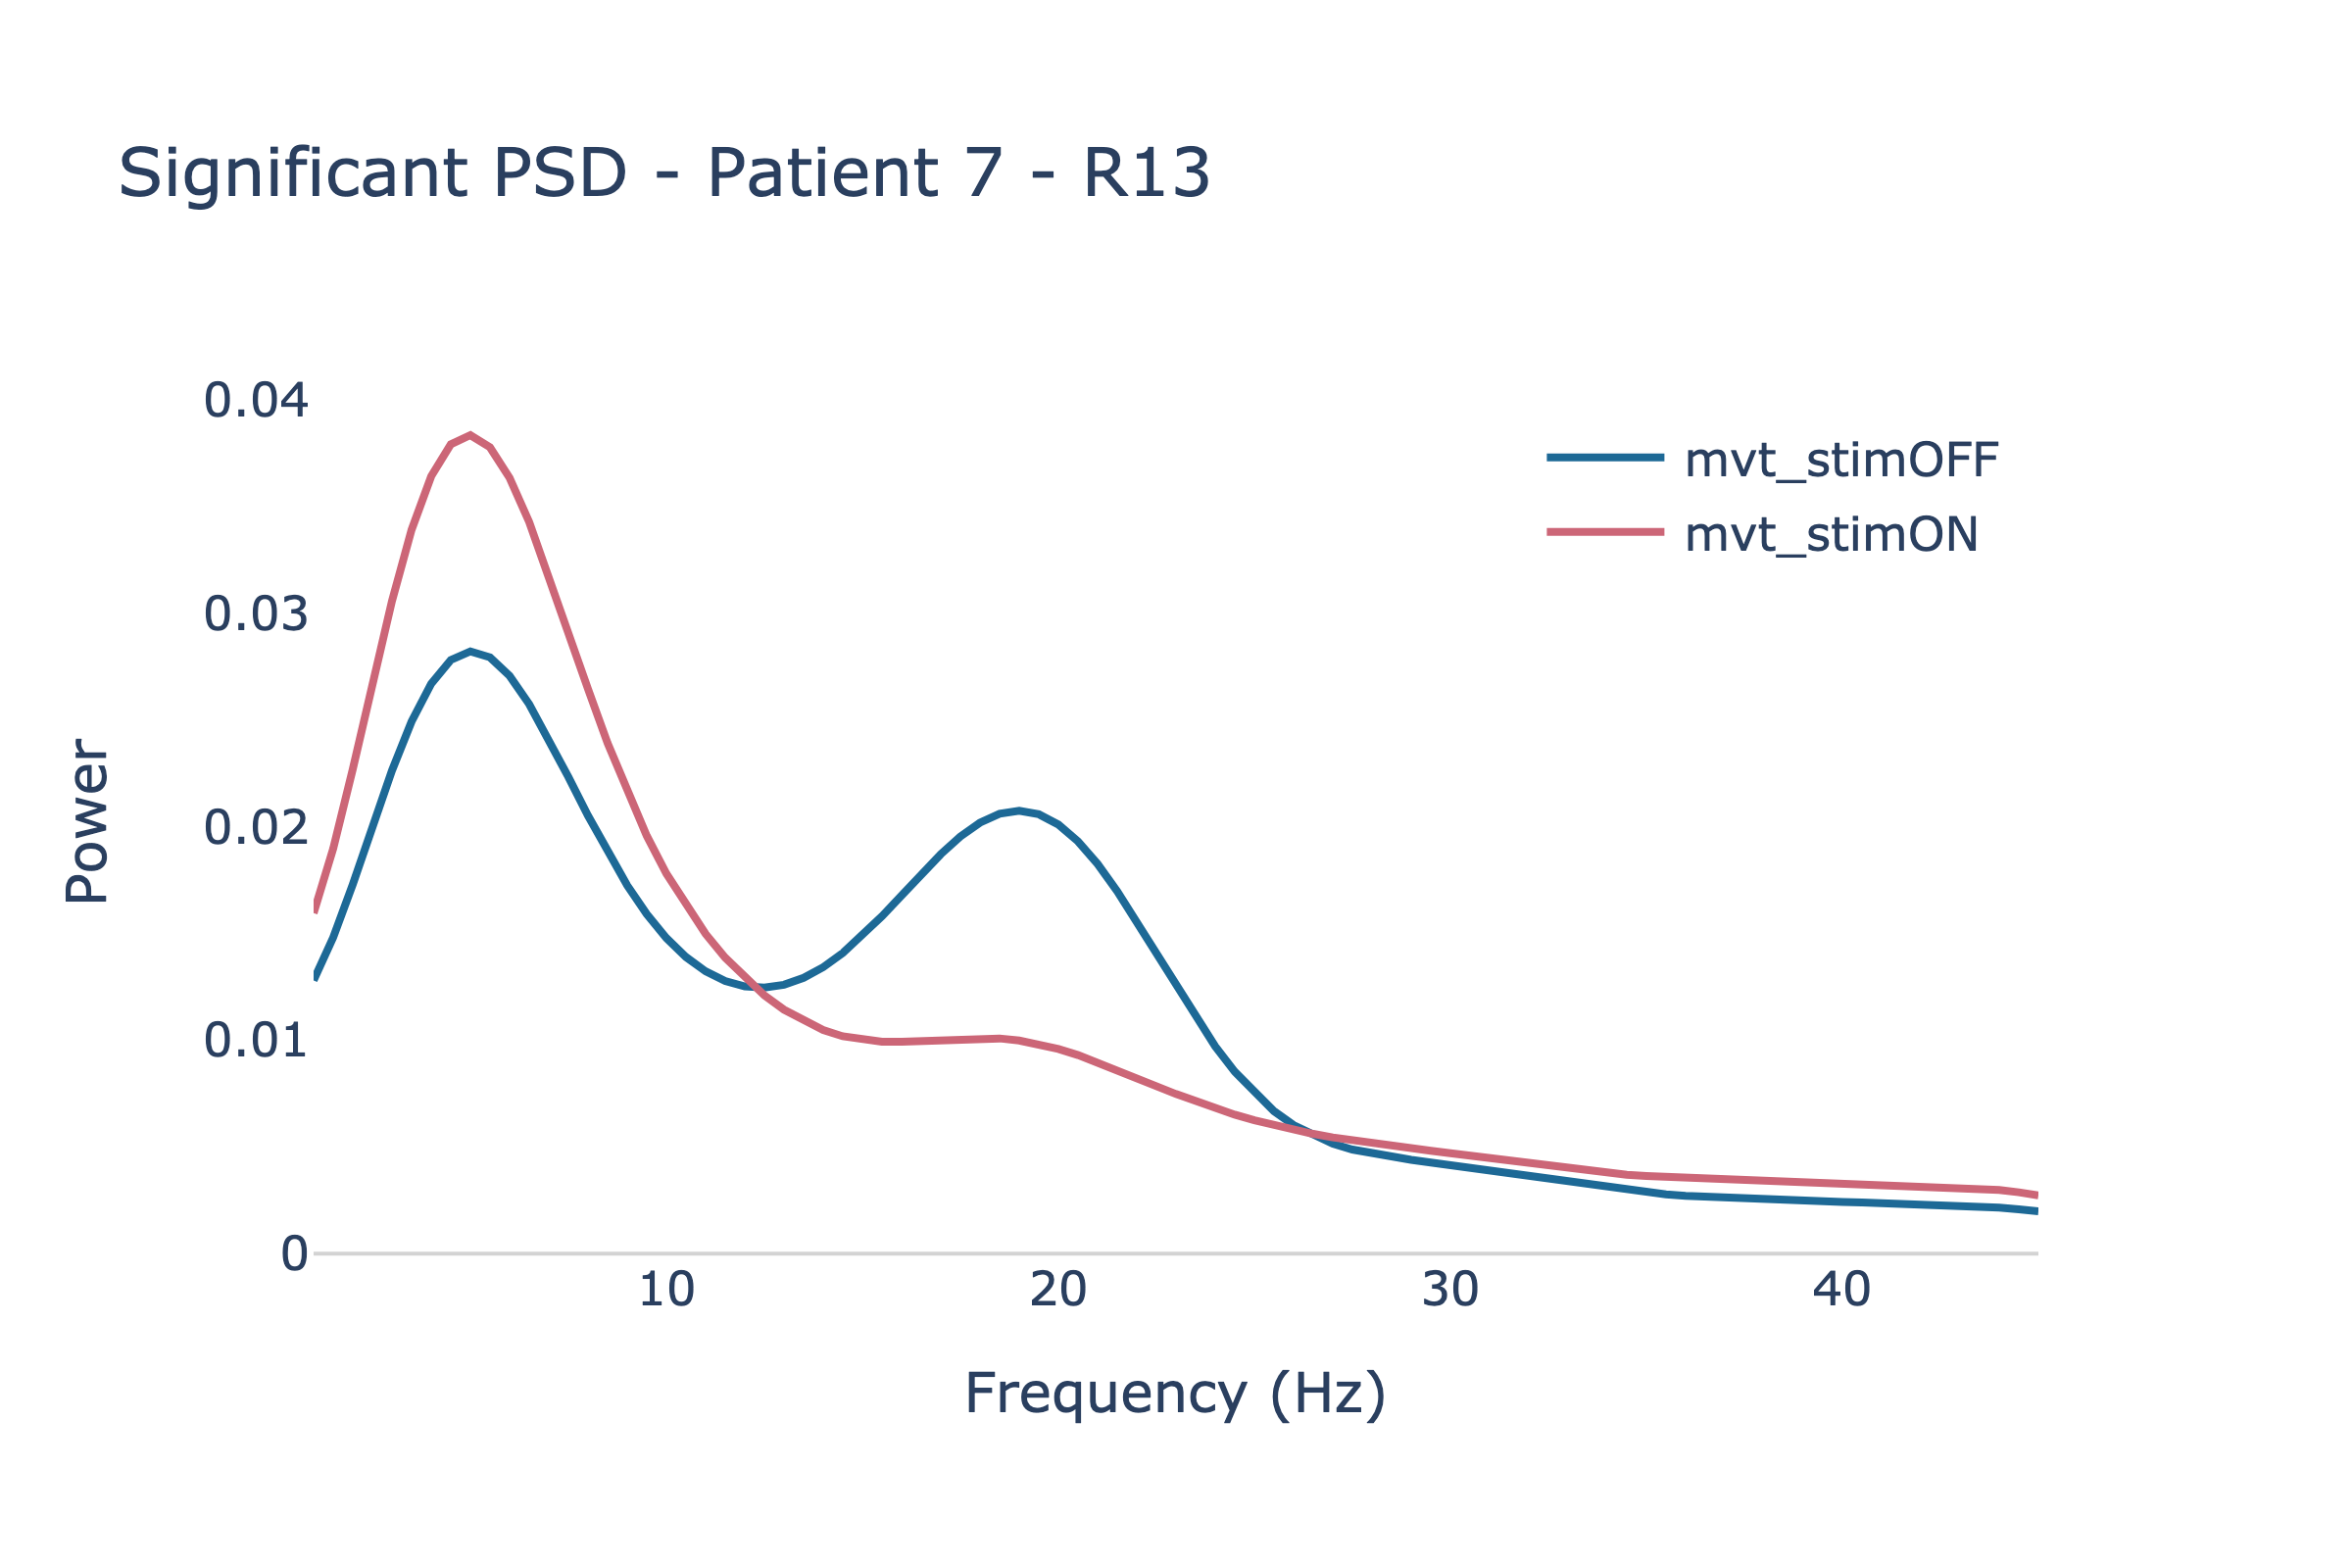 Significant PSD - Patient 7 - R13
0.04
0.03
0.02
0.01
0
Power
mvt_stimOFF
mvt_stimON
10 20 30 40
Frequency (Hz)